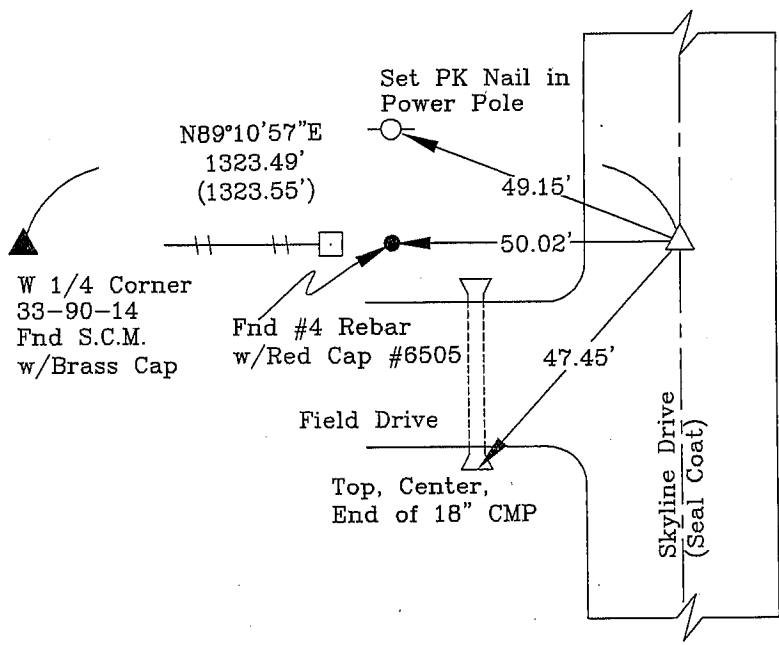 Set PK Nail in
Power Pole
N89°10'57"E
1323.49'
(1323.55')
49.15'
50.02'
W 1/4 Corner
33-90-14
Fnd S.C.M.
w/Brass Cap
Fnd #4 Rebar
w/Red Cap #6505
47.45'
Field Drive
Top, Center,
End of 18" CMP
Skyline Drive
(Seal Coat)